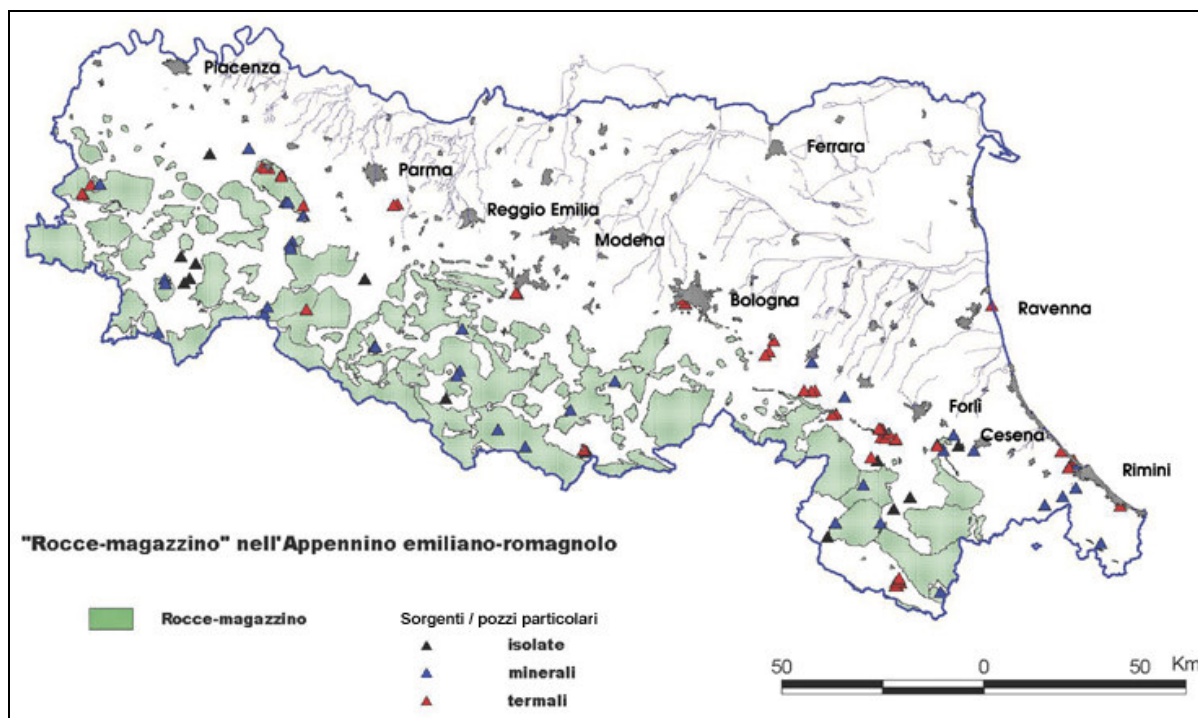 Piacenza
Ferrara
Parma
Reggio Emilia
Modena
Bologna
Ravenna
Forlì
Cesena
Rimini
"Rocce-magazzino" nell'Appennino emiliano-romagnolo
Rocce-magazzino
Sorgenti / pozzi particolari
isolate
minerali
termali
50 0 50 Km